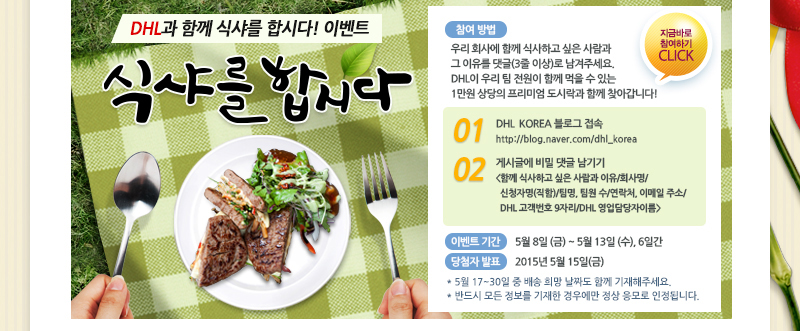 DHL과 함께 식샤를 합시다! 이벤트
식샤를 합시다
참여 방법
우리 회사에 함께 식사하고 싶은 사람과
그 이유를 댓글(3줄 이상)로 남겨주세요.
DHL이 우리 팀 전원이 함께 먹을 수 있는
1만원 상당의 프리미엄 도시락과 함께 찾아갑니다!
지금바로
참여하기
CLICK
01 DHL KOREA 블로그 접속
http://blog.naver.com/dhl_korea
02 게시글에 비밀 댓글 남기기
<함께 식사하고 싶은 사람과 이유/회사명/
신청자명(직함)/팀명, 팀원 수/연락처, 이메일 주소/
DHL 고객번호 9자리/DHL 영업담당자이름>
이벤트 기간 5월 8일 (금) ~ 5월 13일 (수), 6일간
당첨자 발표 2015년 5월 15일(금)
* 5월 17~30일 중 배송 희망 날짜도 함께 기재해주세요.
* 반드시 모든 정보를 기재한 경우에만 정상 응모로 인정됩니다.